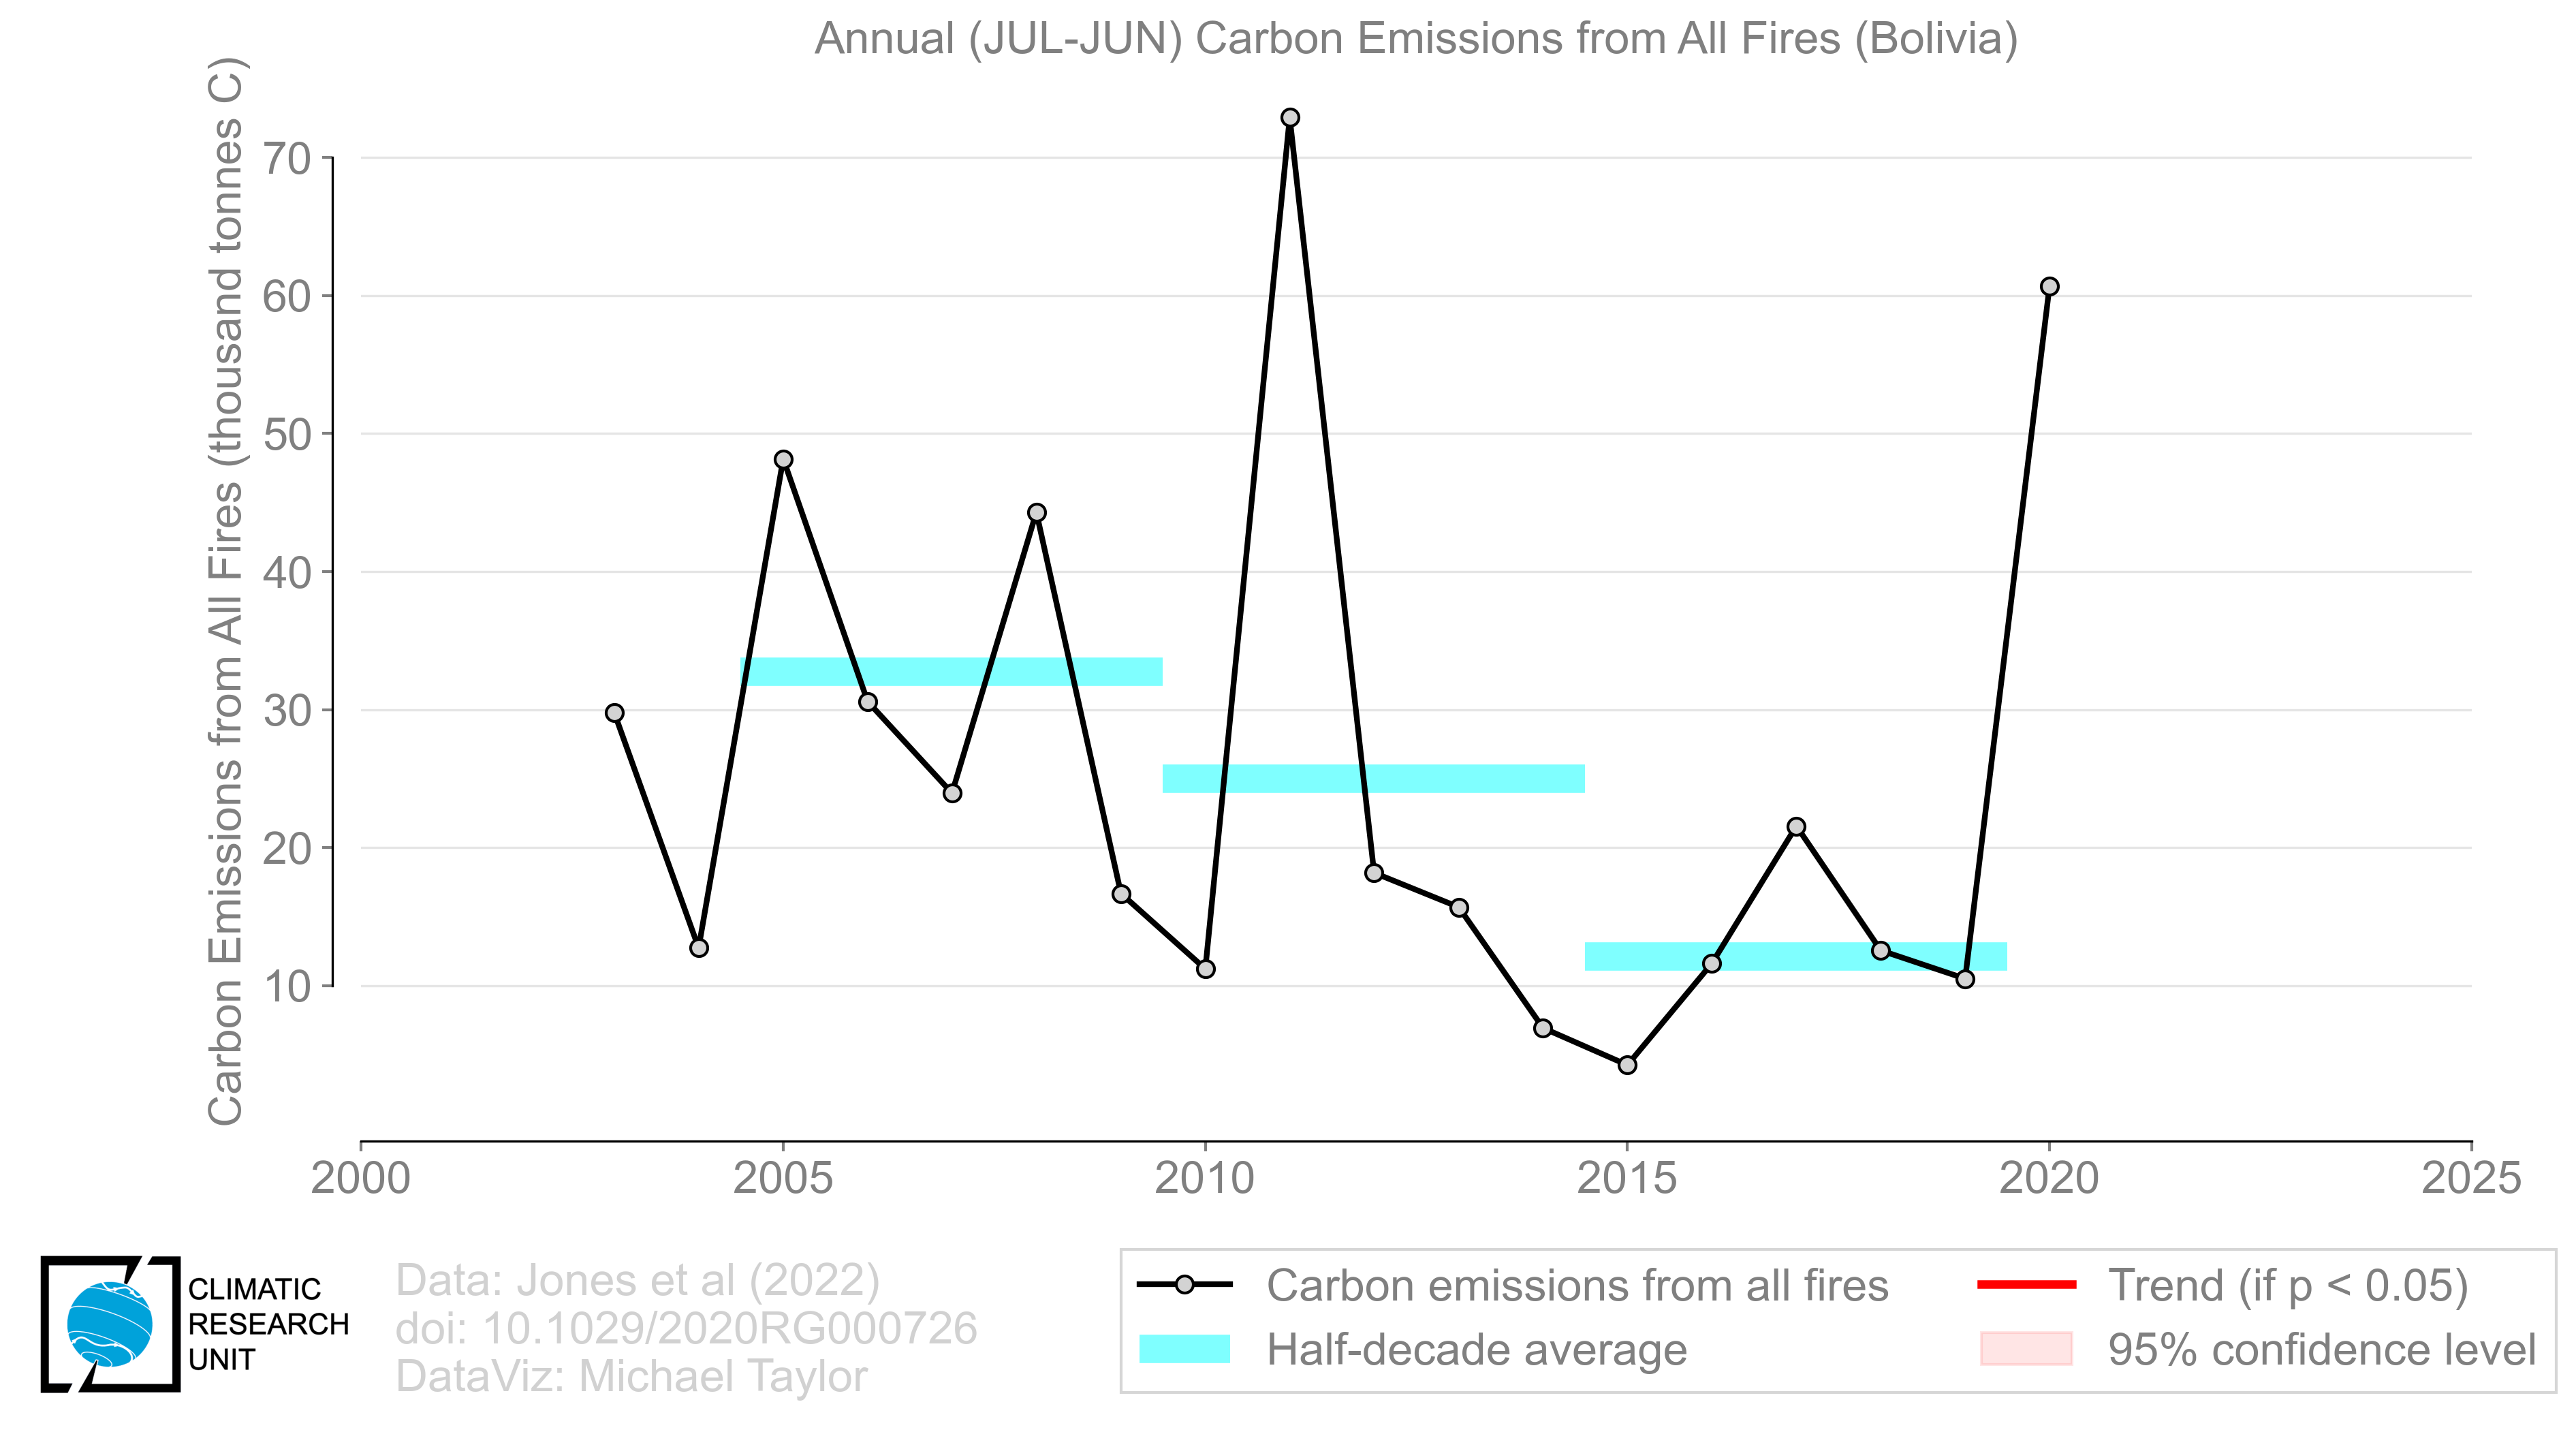 Annual (JUL-JUN) Carbon Emissions from All Fires (Bolivia)
Carbon Emissions from All Fires (thousand tonnes C)
70
60
50
40
30
20
10
2000 2005 2010 2015 2020 2025
CLIMATIC
RESEARCH
UNIT
Data: Jones et al (2022)
doi: 10.1029/2020RG000726
DataViz: Michael Taylor
Carbon emissions from all fires
Half-decade average
Trend (if p < 0.05)
95% confidence level